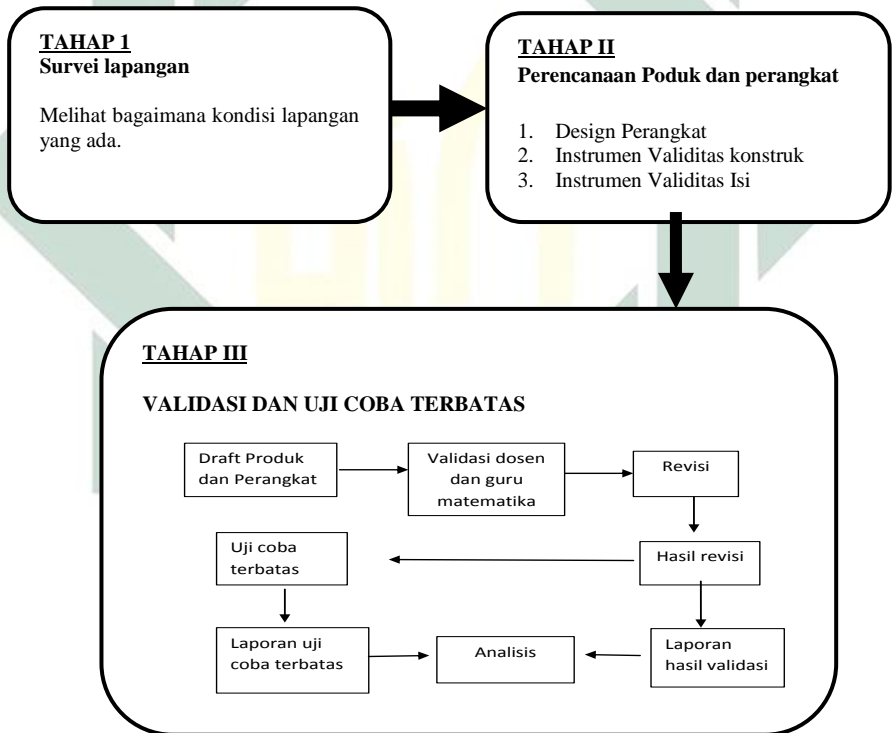 TAHAP 1
Survei lapangan
Melihat bagaimana kondisi lapangan
yang ada.
TAHAP II
Perencanaan Poduk dan perangkat
1. Design Perangkat
2. Instrumen Validitas konstruk
3. Instrumen Validitas Isi
TAHAP III
VALIDASI DAN UJI COBA TERBATAS
Draft Produk
dan Perangkat
Validasi dosen
dan guru
matematika
Revisi
Hasil revisi
Uji coba
terbatas
Laporan uji
coba terbatas
Analisis
Laporan
hasil validasi